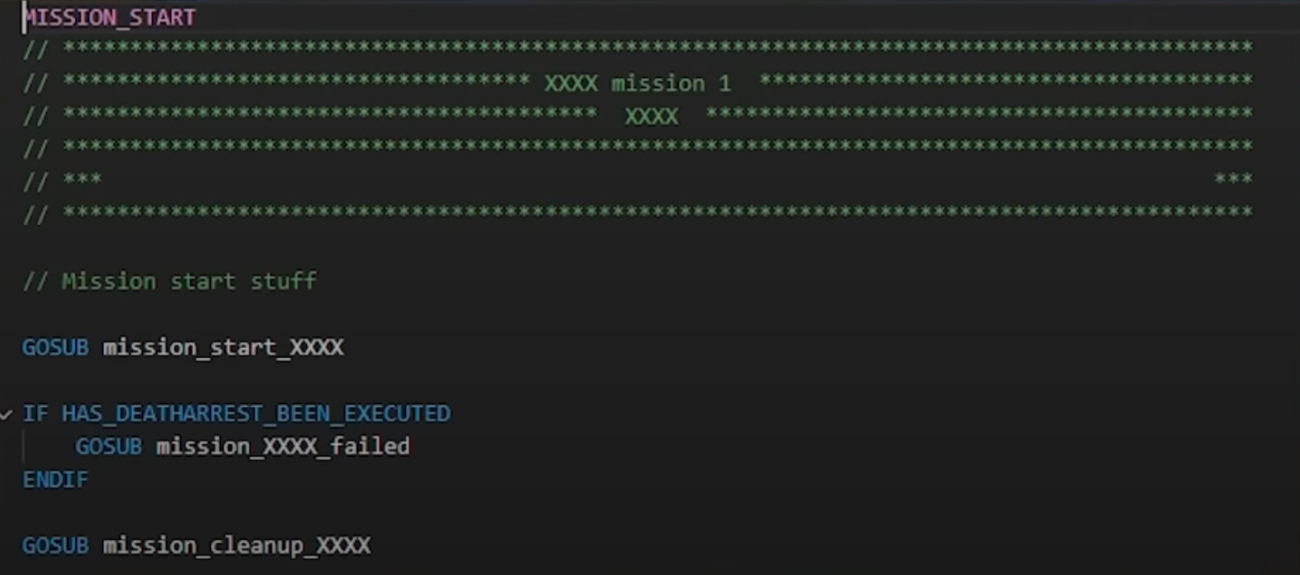 MISSION_START
// *****************************************************************************************
// *********************************** XXXX mission 1 *************************************
// **************************************** XXXX *****************************************
// *****************************************************************************************
// *** ***
// *****************************************************************************************
// Mission start stuff
GOSUB mission_start_XXXX
IF HAS_DEATHARREST_BEEN_EXECUTED
GOSUB mission_XXXX_failed
ENDIF
GOSUB mission_cleanup_XXXX